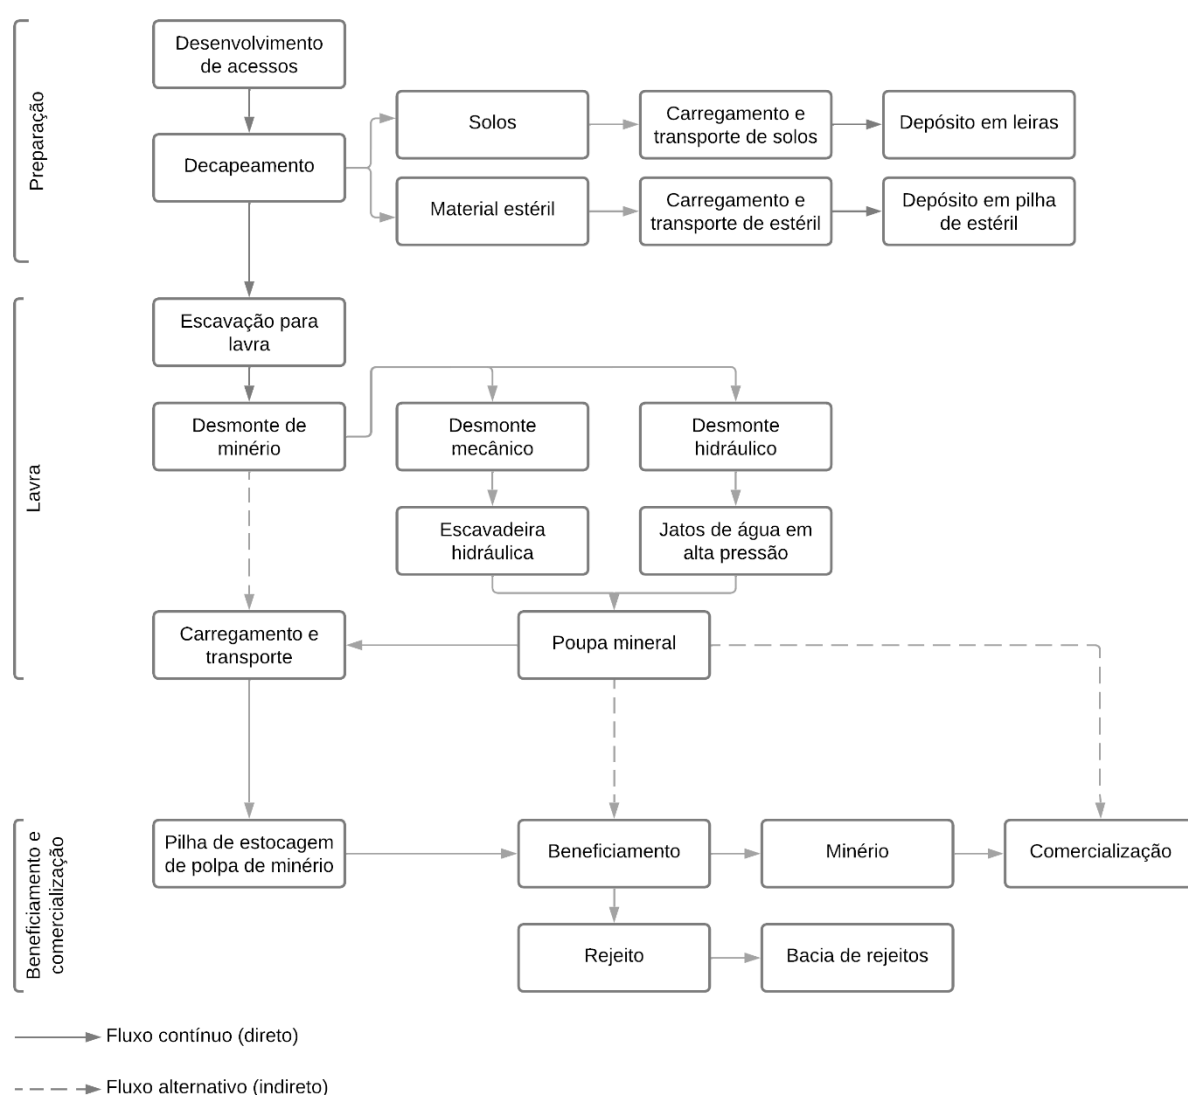 Preparação
Desenvolvimento
de acessos
Decapeamento
Solos
Carregamento e
transporte de solos
Depósito em leiras
Material estéril
Carregamento e
transporte de estéril
Depósito em pilha
de estéril
Lavra
Escavação para
lavra
Desmonte de
minério
Desmonte
mecânico
Desmonte
hidráulico
Escavadeira
hidráulica
Jatos de água em
alta pressão
Carregamento e
transporte
Poupa mineral
Beneficiamento e
comercialização
Pilha de estocagem
de polpa de minério
Beneficiamento
Minério
Comercialização
Rejeito
Bacia de rejeitos
Fluxo contínuo (direto)
Fluxo alternativo (indireto)